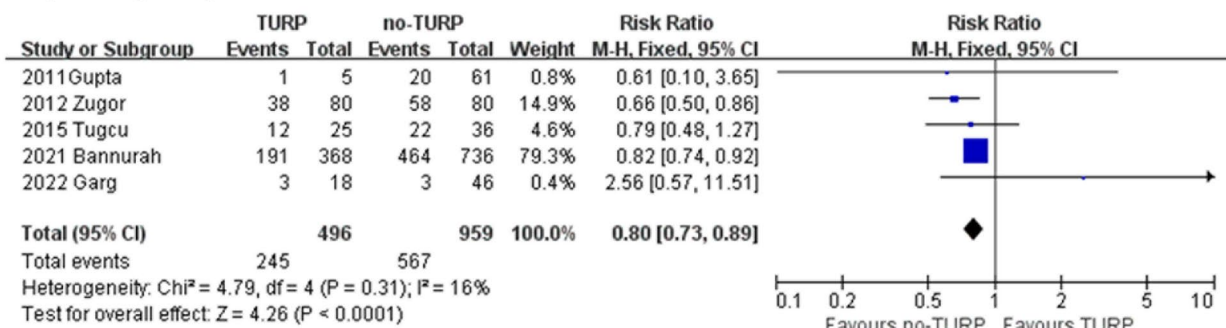 TURP no-TURP Risk Ratio Risk Ratio
Study or Subgroup Events Total Events Total Weight M-H, Fixed, 95% CI M-H, Fixed, 95% CI
2011Gupta 1 5 20 61 0.8% 0.61 [0.10, 3.65]
2012 Zugor 38 80 58 80 14.9% 0.66 [0.50, 0.86]
2015 Tugcu 12 25 22 36 4.6% 0.79 [0.48, 1.27]
2021 Bannurah 191 368 464 736 79.3% 0.82 [0.74, 0.92]
2022 Garg 3 18 3 46 0.4% 2.56 [0.57, 11.51]
Total (95% CI) 496 959 100.0% 0.80 [0.73, 0.89]
Total events 245 567
Heterogeneity: Chi² = 4.79, df = 4 (P = 0.31); I² = 16%
Test for overall effect: Z = 4.26 (P < 0.0001)
0.1 0.2 0.5 1 2 5 10
Favours no-TURP Favours TURP